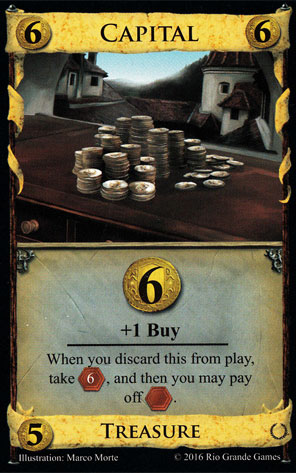 6 CAPITAL 6
6
+1 Buy
When you discard this from play,
take 6, and then you may pay
off .
5 TREASURE
Illustration: Marco Morte © 2016 Rio Grande Games